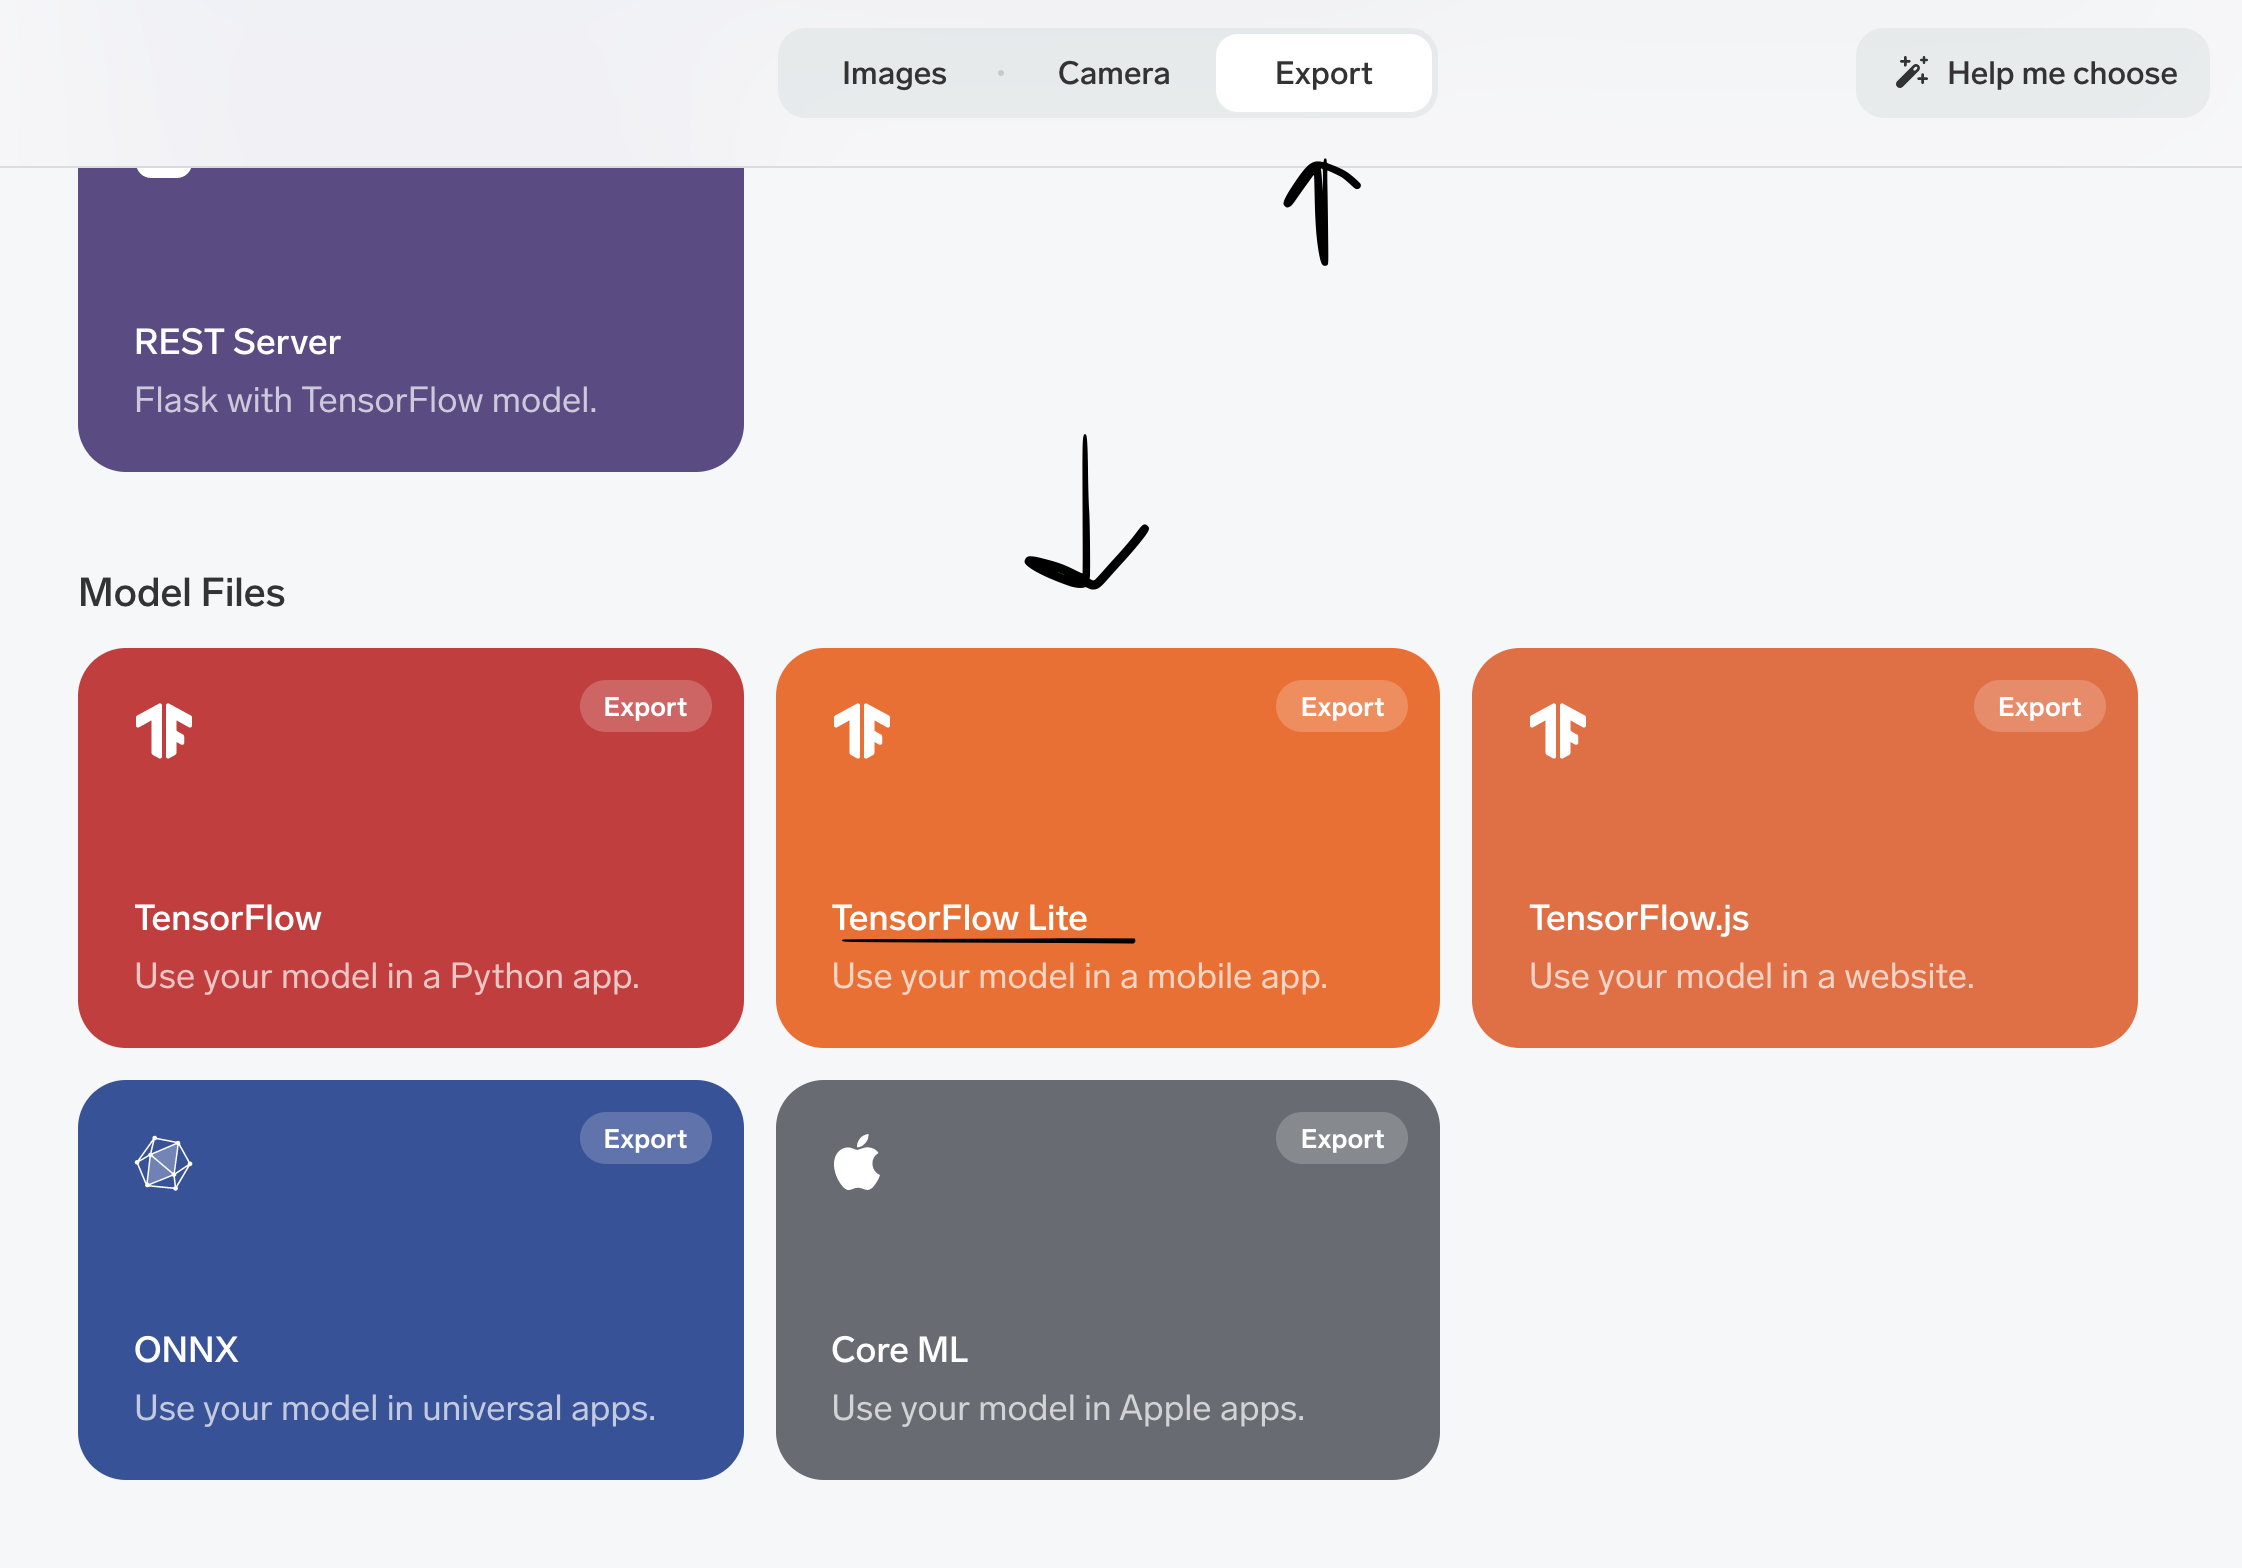 Images
Camera
Export
Help me choose
REST Server
Flask with TensorFlow model.
Model Files
Export
TensorFlow
Use your model in a Python app.
Export
TensorFlow Lite
Use your model in a mobile app.
Export
TensorFlow.js
Use your model in a website.
Export
ONNX
Use your model in universal apps.
Export
Core ML
Use your model in Apple apps.